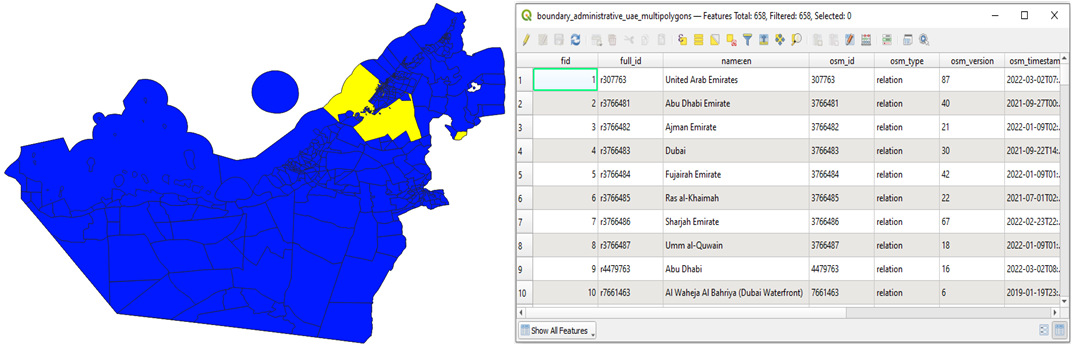 boundary_administrative_uae_multipolygons — Features Total: 658, Filtered: 658, Selected: 0
fid full_id name:en osm_id osm_type osm_version osm_timestam
1 1 r307763 United Arab Emirates 307763 relation 87 2022-03-02T07:...
2 2 r3766481 Abu Dhabi Emirate 3766481 relation 40 2021-09-27T00:...
3 3 r3766482 Ajman Emirate 3766482 relation 21 2022-01-09T02:...
4 4 r3766483 Dubai 3766483 relation 30 2021-09-22T14:...
5 5 r3766484 Fujairah Emirate 3766484 relation 42 2022-01-09T01:...
6 6 r3766485 Ras al-Khaimah 3766485 relation 22 2021-07-01T02:...
7 7 r3766486 Sharjah Emirate 3766486 relation 67 2022-02-23T22:...
8 8 r3766487 Umm al-Quwain 3766487 relation 18 2022-01-09T01:...
9 9 r4479763 Abu Dhabi 4479763 relation 16 2022-03-02T08:...
10 10 r7661463 Al Waheja Al Bahriya (Dubai Waterfront) 7661463 relation 6 2019-01-19T23:...
Show All Features